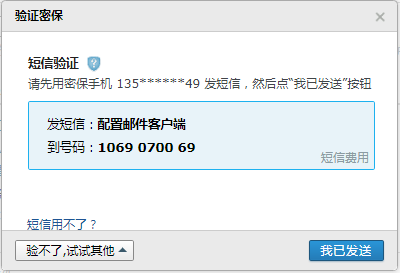 验证密保
短信验证
请先用密保手机 135******49 发短信，然后点“我已发送”按钮
发短信：配置邮件客户端
到号码：1069 0700 69
短信费用
短信用不了？
验不了,试试其他
我已发送